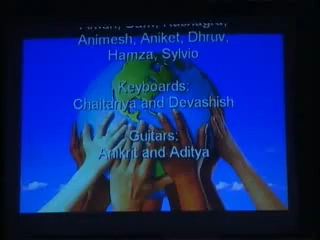 Animesh, Aniket, Dhruv,
Hamza, Sylvio
Keyboards:
Chaitanya and Devashish
Guitars:
Ankrit and Aditya